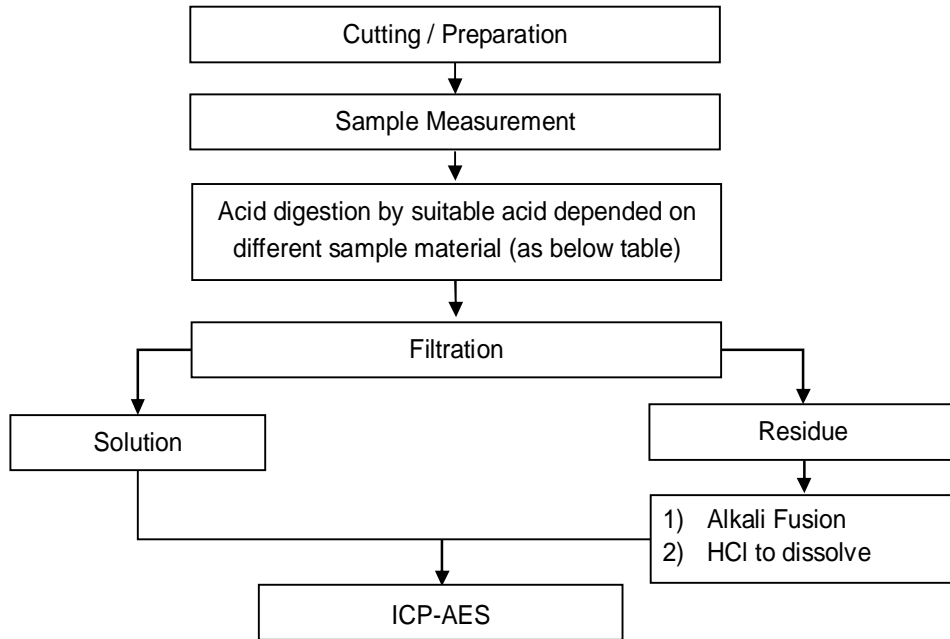 Cutting / Preparation
Sample Measurement
Acid digestion by suitable acid depended on
different sample material (as below table)
Filtration
Solution
Residue
1) Alkali Fusion
2) HCl to dissolve
ICP-AES